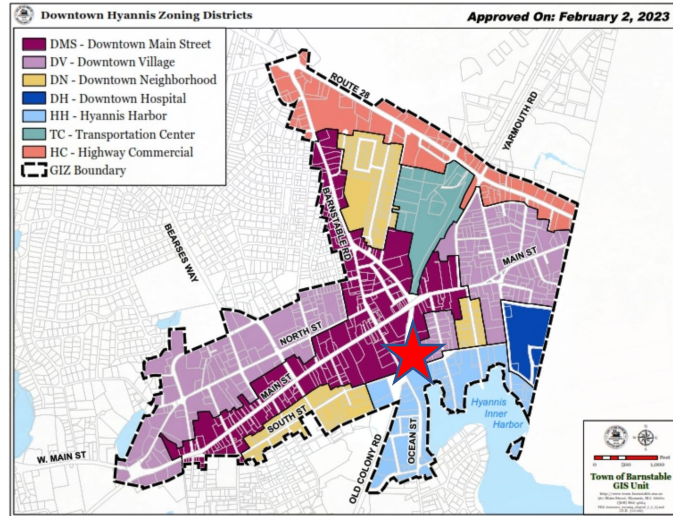 Downtown Hyannis Zoning Districts
Approved On: February 2, 2023
DMS - Downtown Main Street
DV - Downtown Village
DN - Downtown Neighborhood
DH - Downtown Hospital
HH - Hyannis Harbor
TC - Transportation Center
HC - Highway Commercial
GIZ Boundary
ROUTE 28
YARMOUTH RD
BARNSTABLE RD
BEARSES WAY
MAIN ST
NORTH ST
MAIN ST
SOUTH ST
W. MAIN ST
OLD COLONY RD
OCEAN ST
Hyannis
Inner
Harbor
Feet
0 500 1,000
Town of Barnstable
GIS Unit